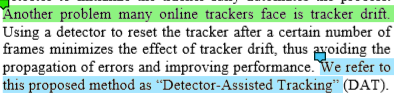 Another problem many online trackers face is tracker drift.
Using a detector to reset the tracker after a certain number of
frames minimizes the effect of tracker drift, thus avoiding the
propagation of errors and improving performance. We refer to
this proposed method as “Detector-Assisted Tracking” (DAT).